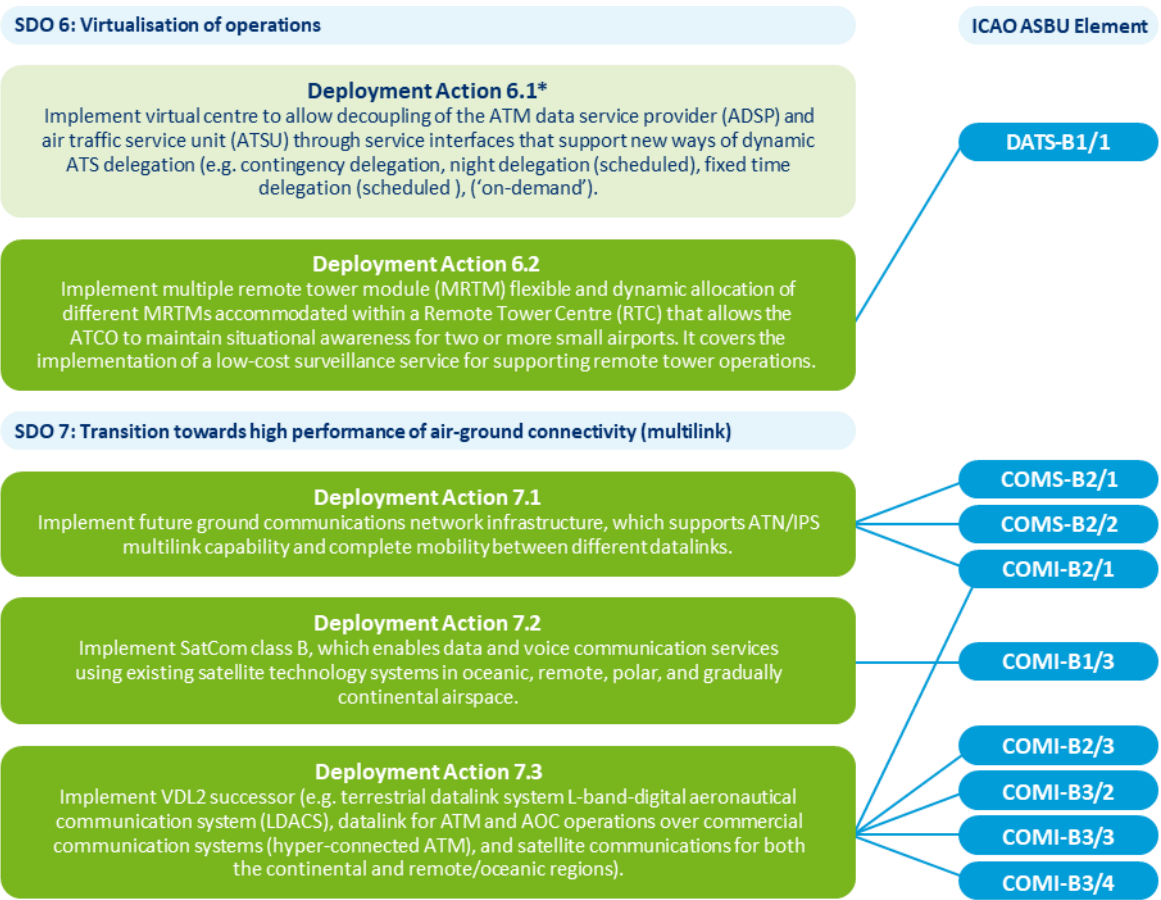 SDO 6: Virtualisation of operations
ICAO ASBU Element
Deployment Action 6.1*
Implement virtual centre to allow decoupling of the ATM data service provider (ADSP) and
air traffic service unit (ATSU) through service interfaces that support new ways of dynamic
ATS delegation (e.g. contingency delegation, night delegation (scheduled), fixed time
delegation (scheduled ), (‘on-demand’).
DATS-B1/1
Deployment Action 6.2
Implement multiple remote tower module (MRTM) flexible and dynamic allocation of
different MRTMs accommodated within a Remote Tower Centre (RTC) that allows the
ATCO to maintain situational awareness for two or more small airports. It covers the
implementation of a low-cost surveillance service for supporting remote tower operations.
SDO 7: Transition towards high performance of air-ground connectivity (multilink)
Deployment Action 7.1
Implement future ground communications network infrastructure, which supports ATN/IPS
multilink capability and complete mobility between different datalinks.
COMS-B2/1
COMS-B2/2
COMI-B2/1
Deployment Action 7.2
Implement SatCom class B, which enables data and voice communication services
using existing satellite technology systems in oceanic, remote, polar, and gradually
continental airspace.
COMI-B1/3
Deployment Action 7.3
Implement VDL2 successor (e.g. terrestrial datalink system L-band-digital aeronautical
communication system (LDACS), datalink for ATM and AOC operations over commercial
communication systems (hyper-connected ATM), and satellite communications for both
the continental and remote/oceanic regions).
COMI-B2/3
COMI-B3/2
COMI-B3/3
COMI-B3/4